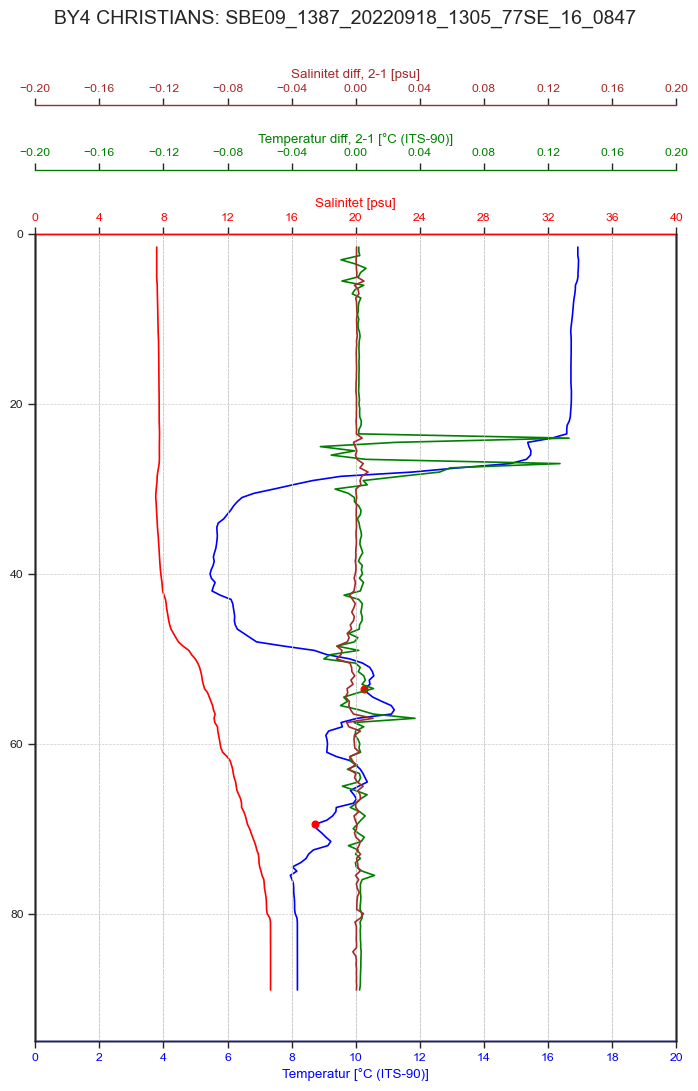 BY4 CHRISTIANS: SBE09_1387_20220918_1305_77SE_16_0847
Salinitet diff, 2-1 [psu]
−0.20 −0.16 −0.12 −0.08 −0.04 0.00 0.04 0.08 0.12 0.16 0.20
Temperatur diff, 2-1 [°C (ITS-90)]
−0.20 −0.16 −0.12 −0.08 −0.04 0.00 0.04 0.08 0.12 0.16 0.20
Salinitet [psu]
0 4 8 12 16 20 24 28 32 36 40
0
20
40
60
80
0 2 4 6 8 10 12 14 16 18 20
Temperatur [°C (ITS-90)]